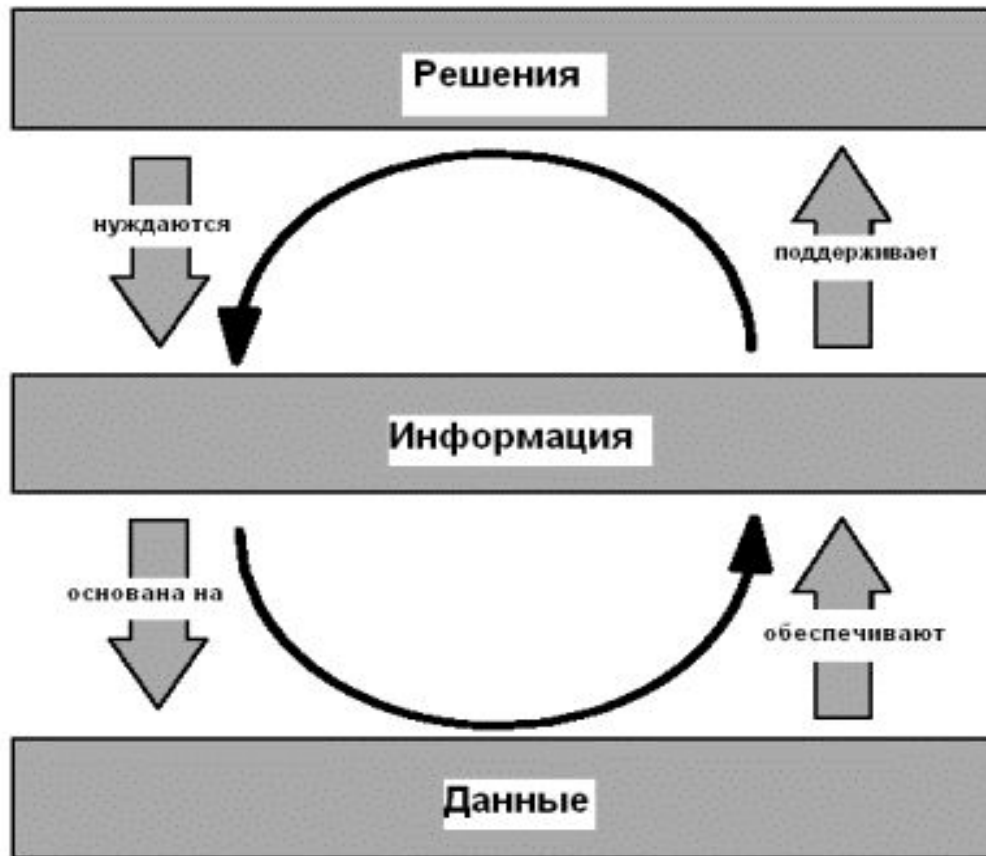 Решения
нуждаются
поддерживает
Информация
основана на
обеспечивают
Данные